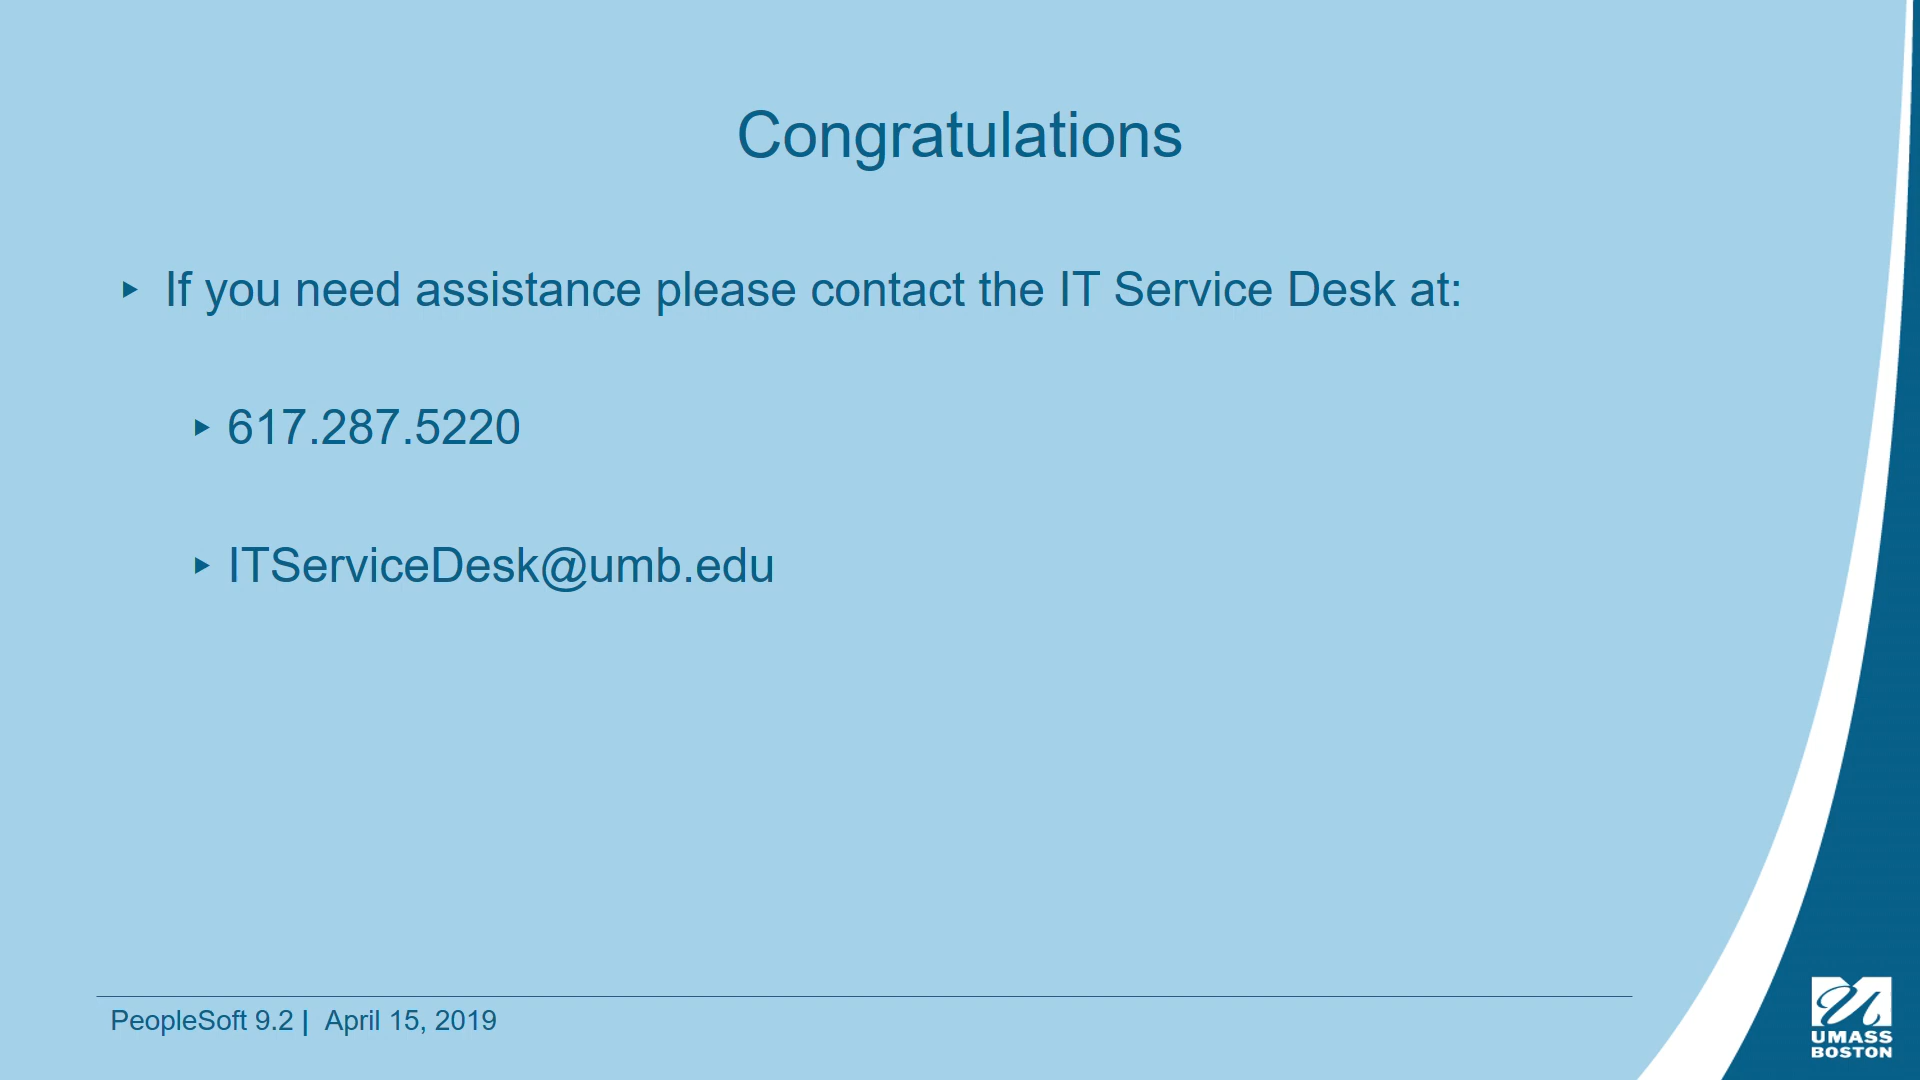 Congratulations
‣ If you need assistance please contact the IT Service Desk at:
‣ 617.287.5220
‣ ITServiceDesk@umb.edu
PeopleSoft 9.2 | April 15, 2019
UMASS
BOSTON